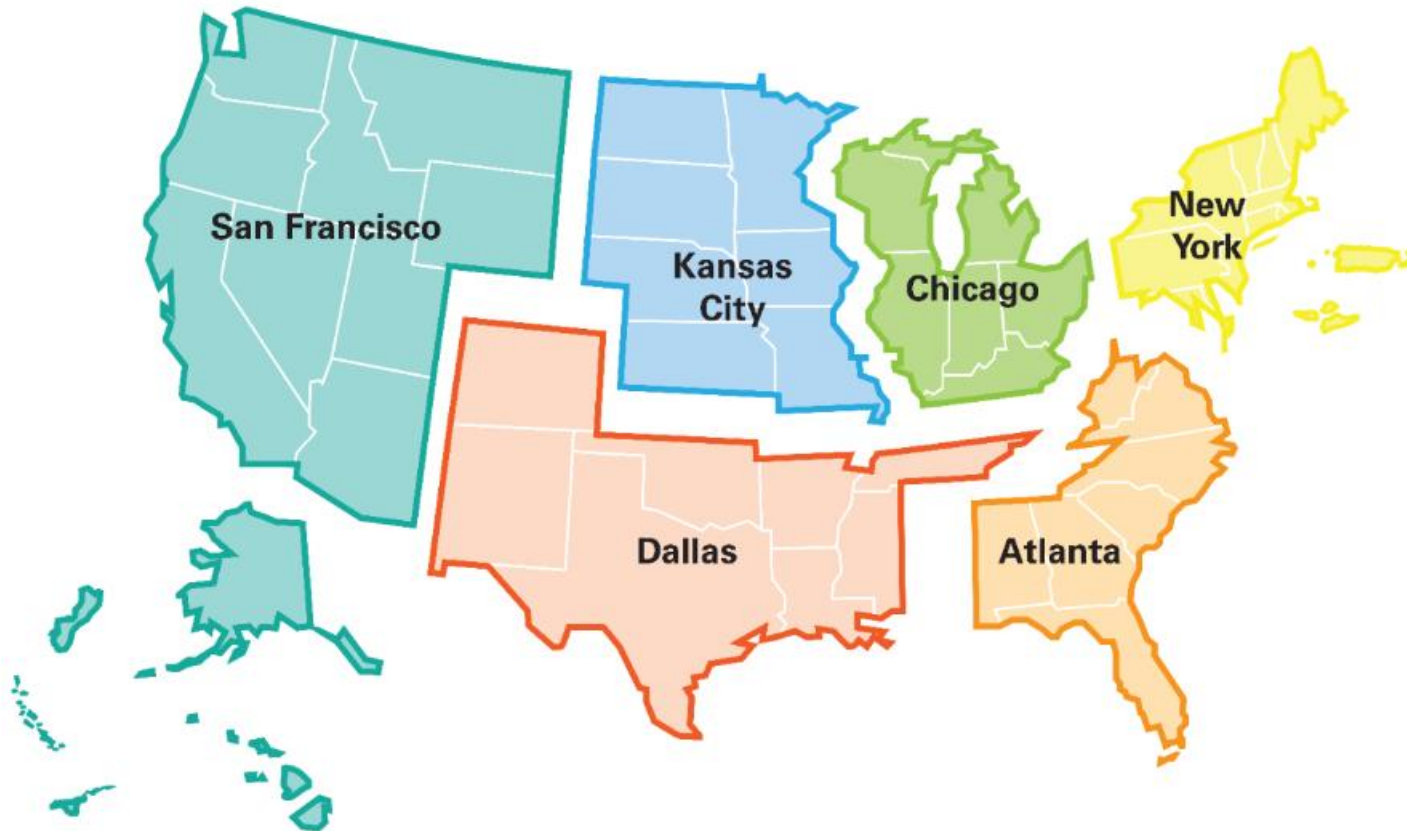 San Francisco
Kansas
City
Chicago
New
York
Dallas
Atlanta